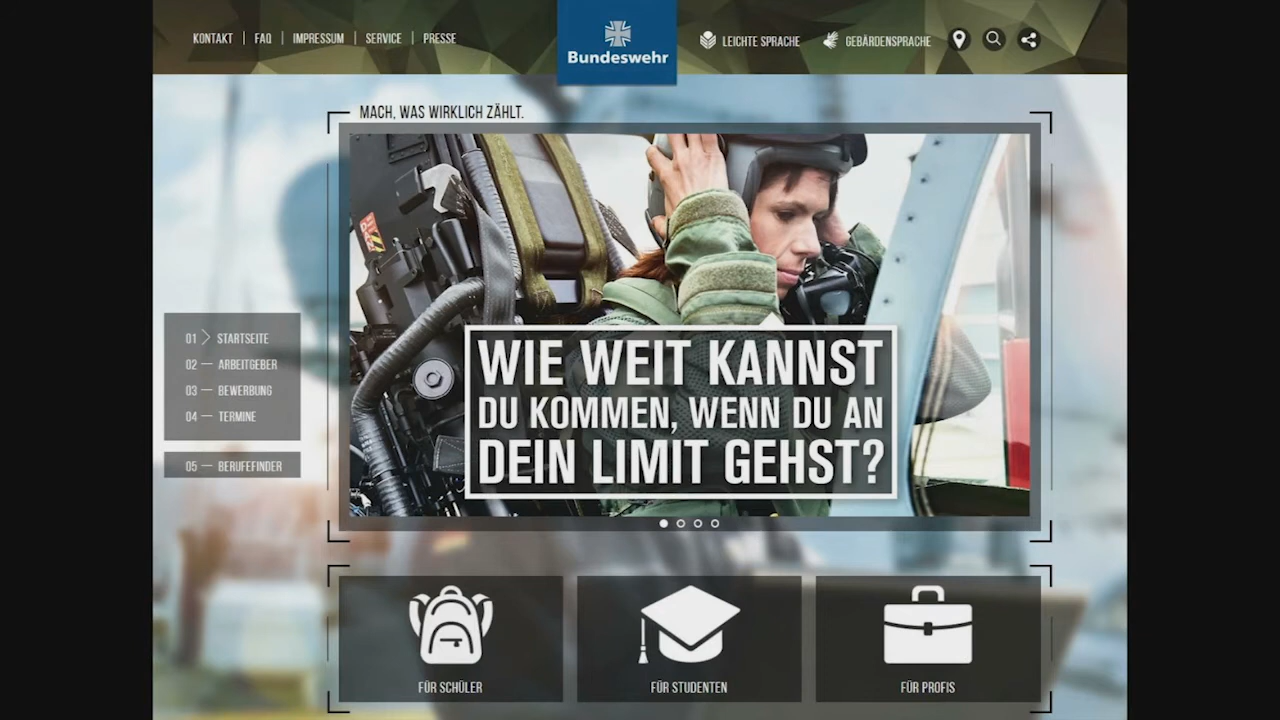 KONTAKT | FAQ | IMPRESSUM | SERVICE | PRESSE
Bundeswehr
LEICHTE SPRACHE
GEBÄRDENSPRACHE
MACH, WAS WIRKLICH ZÄHLT.
01 STARTSEITE
02 — ARBEITGEBER
03 — BEWERBUNG
04 — TERMINE
05 — BERUFEFINDER
WIE WEIT KANNST
DU KOMMEN, WENN DU AN
DEIN LIMIT GEHST?
FÜR SCHÜLER
FÜR STUDENTEN
FÜR PROFIS